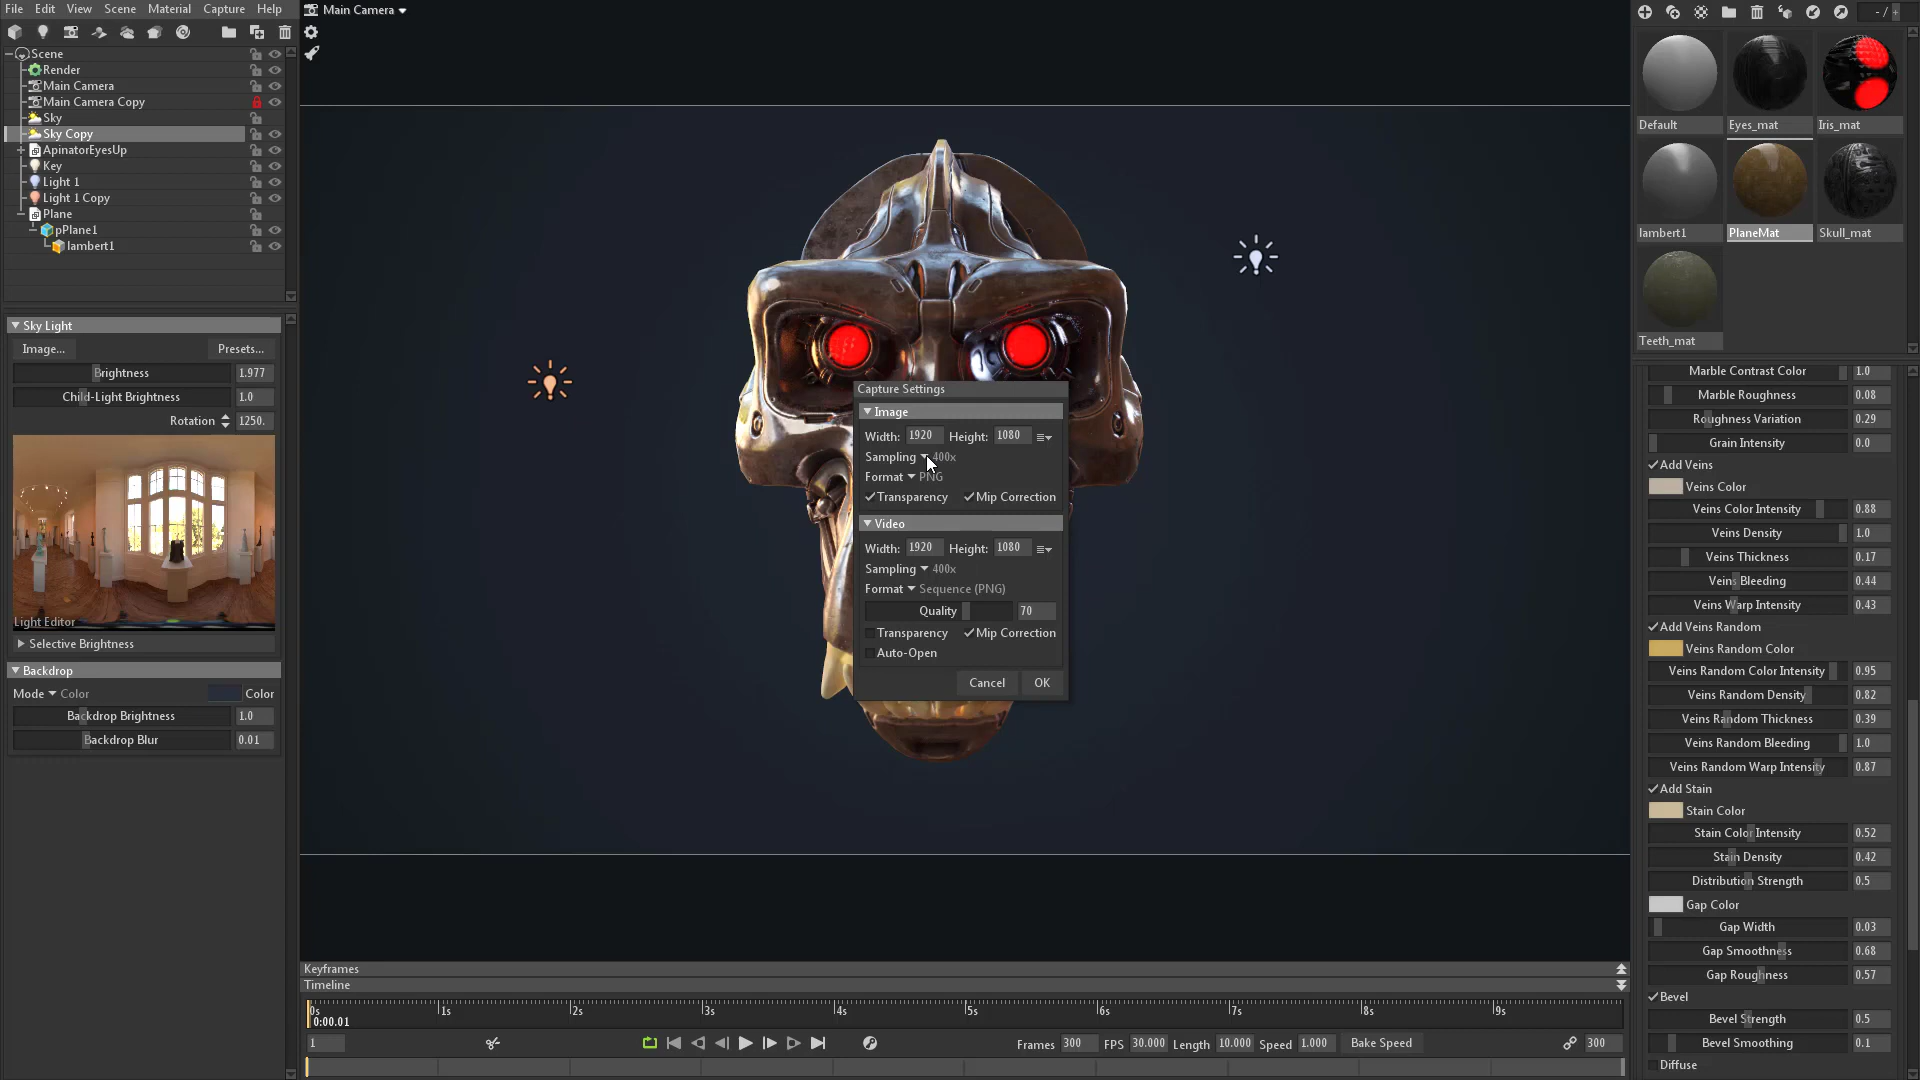 File Edit View Scene Material Capture Help
Main Camera
- / +
Scene
Render
Main Camera
Main Camera Copy
Sky
Sky Copy
ApinatorEyesUp
Key
Light 1
Light 1 Copy
Plane
pPlane1
lambert1
Sky Light
Image... Presets...
Brightness 1.977
Child-Light Brightness 1.0
Rotation 1250.
Light Editor
Selective Brightness
Backdrop
Mode Color Color
Backdrop Brightness 1.0
Backdrop Blur 0.01
Capture Settings
Image
Width: 1920 Height: 1080
Sampling 400x
Format PNG
Transparency Mip Correction
Video
Width: 1920 Height: 1080
Sampling 400x
Format Sequence (PNG)
Quality 70
Transparency Mip Correction
Auto-Open
Cancel OK
Keyframes
Timeline
0s 1s 2s 3s 4s 5s 6s 7s 8s 9s
0:00.01
1 Frames 300 FPS 30.000 Length 10.000 Speed 1.000 Bake Speed 300
Default Eyes_mat Iris_mat
lambert1 PlaneMat Skull_mat
Teeth_mat
Marble Contrast Color 1.0
Marble Roughness 0.08
Roughness Variation 0.29
Grain Intensity 0.0
Add Veins
Veins Color
Veins Color Intensity 0.88
Veins Density 1.0
Veins Thickness 0.17
Veins Bleeding 0.44
Veins Warp Intensity 0.43
Add Veins Random
Veins Random Color
Veins Random Color Intensity 0.95
Veins Random Density 0.82
Veins Random Thickness 0.39
Veins Random Bleeding 1.0
Veins Random Warp Intensity 0.87
Add Stain
Stain Color
Stain Color Intensity 0.52
Stain Density 0.42
Distribution Strength 0.5
Gap Color
Gap Width 0.03
Gap Smoothness 0.68
Gap Roughness 0.57
Bevel
Bevel Strength 0.5
Bevel Smoothing 0.1
Diffuse